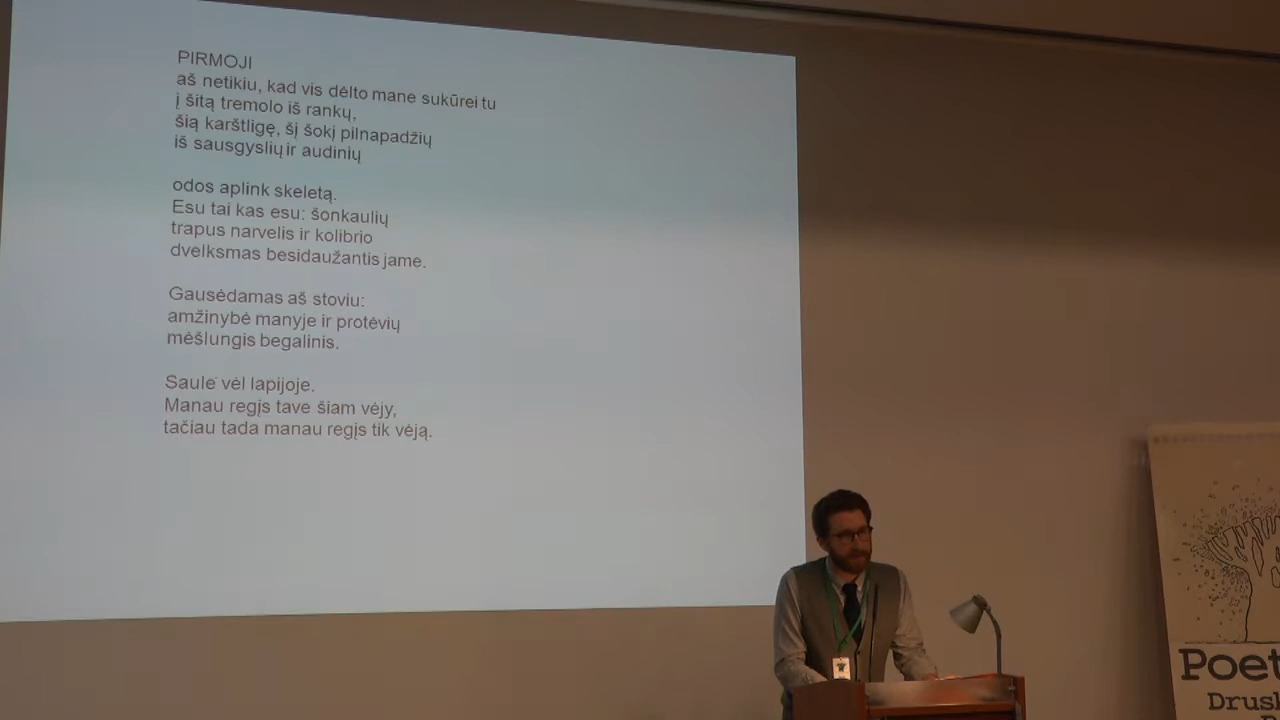 PIRMOJI
aš netikiu, kad vis dėlto mane sukūrei tu
į šitą tremolo iš rankų,
šią karštligę, šį šokį pilnapadžių
iš sausgyslių ir audinių
odos aplink skeletą.
Esu tai kas esu: šonkaulių
trapus narvelis ir kolibrio
dvelksmas besidaužantis jame.
Gausėdamas aš stoviu:
amžinybė manyje ir protėvių
mėšlungis begalinis.
Saulė vėl lapijoje.
Manau regįs tave šiam vėjy,
tačiau tada manau regįs tik vėją.
Poet
Drus